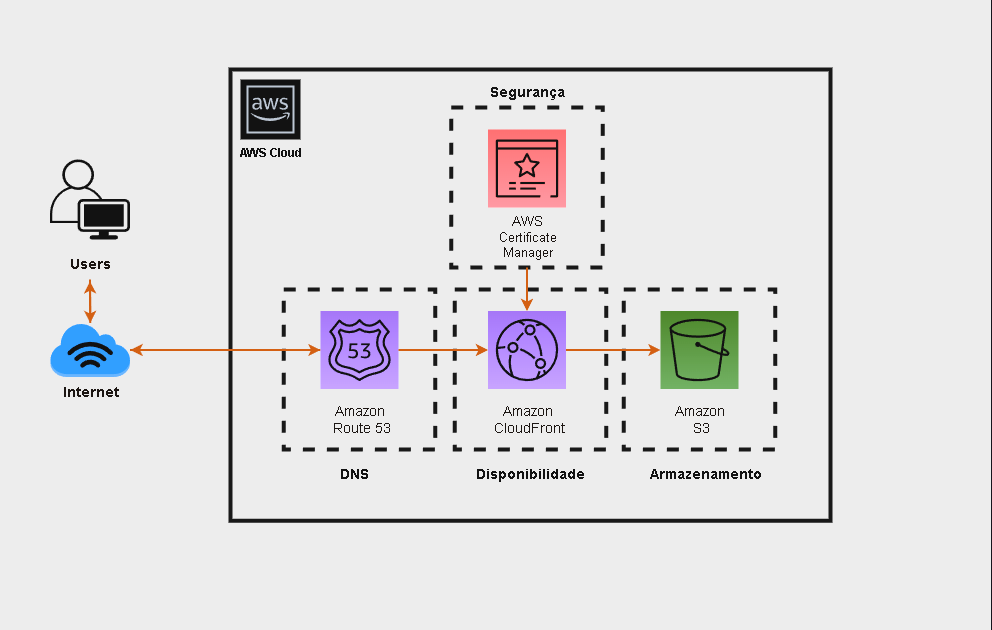 Segurança
aws
AWS Cloud
AWS
Certificate
Manager
Users
53
Internet
Amazon
Route 53
Amazon
CloudFront
Amazon
S3
DNS
Disponibilidade
Armazenamento